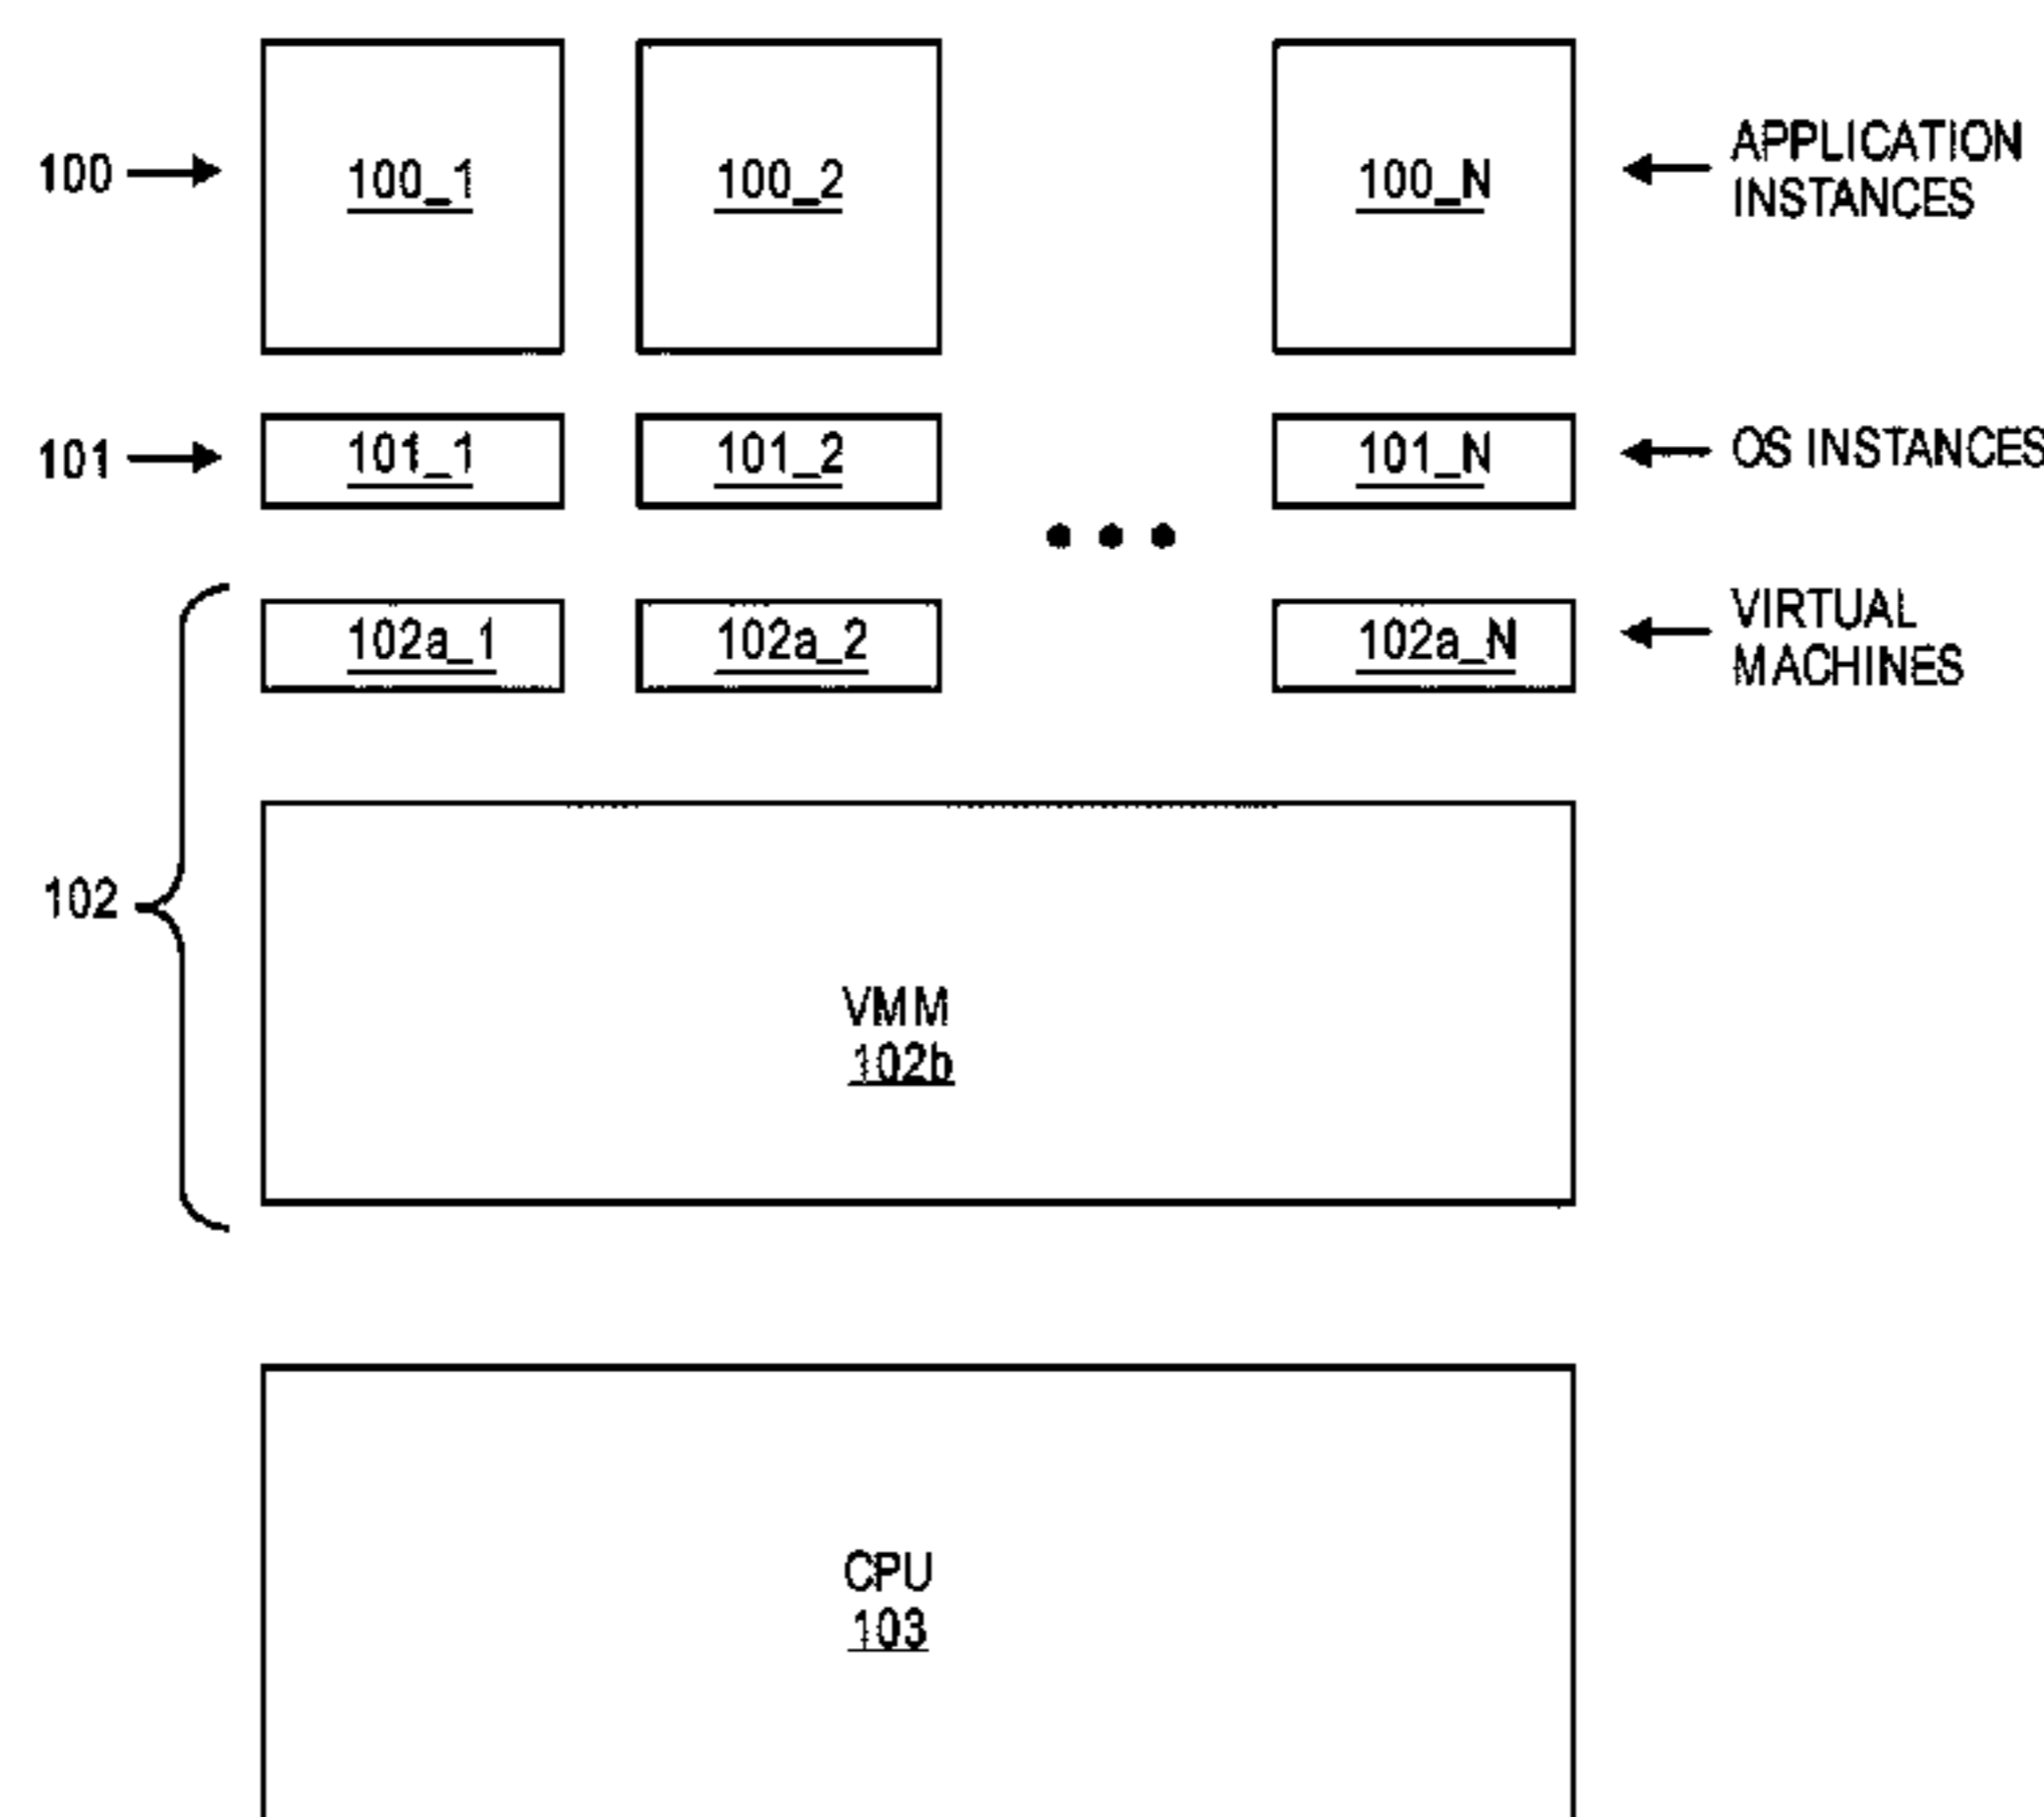 100
100_1
100_2
100_N
APPLICATION
INSTANCES
101
101_1
101_2
101_N
OS INSTANCES
102a_1
102a_2
102a_N
VIRTUAL
MACHINES
102
VMM
102b
CPU
103